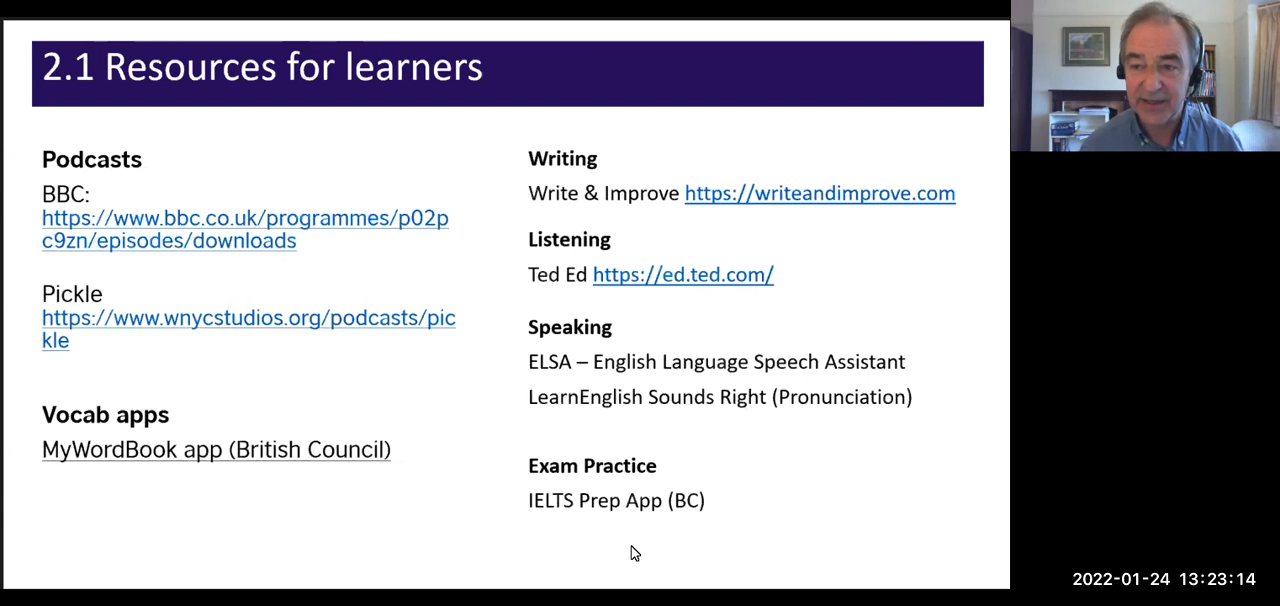 2.1 Resources for learners
Podcasts
BBC:
https://www.bbc.co.uk/programmes/p02p
c9zn/episodes/downloads
Pickle
https://www.wnycstudios.org/podcasts/pic
kle
Vocab apps
MyWordBook app (British Council)
Writing
Write & Improve https://writeandimprove.com
Listening
Ted Ed https://ed.ted.com/
Speaking
ELSA – English Language Speech Assistant
LearnEnglish Sounds Right (Pronunciation)
Exam Practice
IELTS Prep App (BC)
2022-01-24 13:23:14